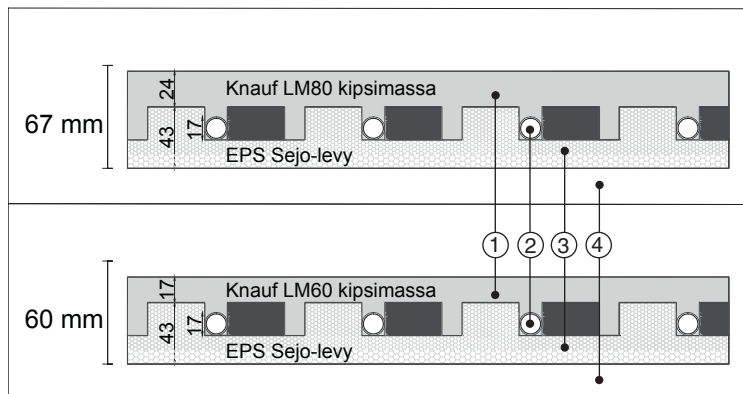 67 mm
24
43
17
Knauf LM80 kipsimassa
EPS Sejo-levy
1 2 3 4
60 mm
17
43
17
Knauf LM60 kipsimassa
EPS Sejo-levy